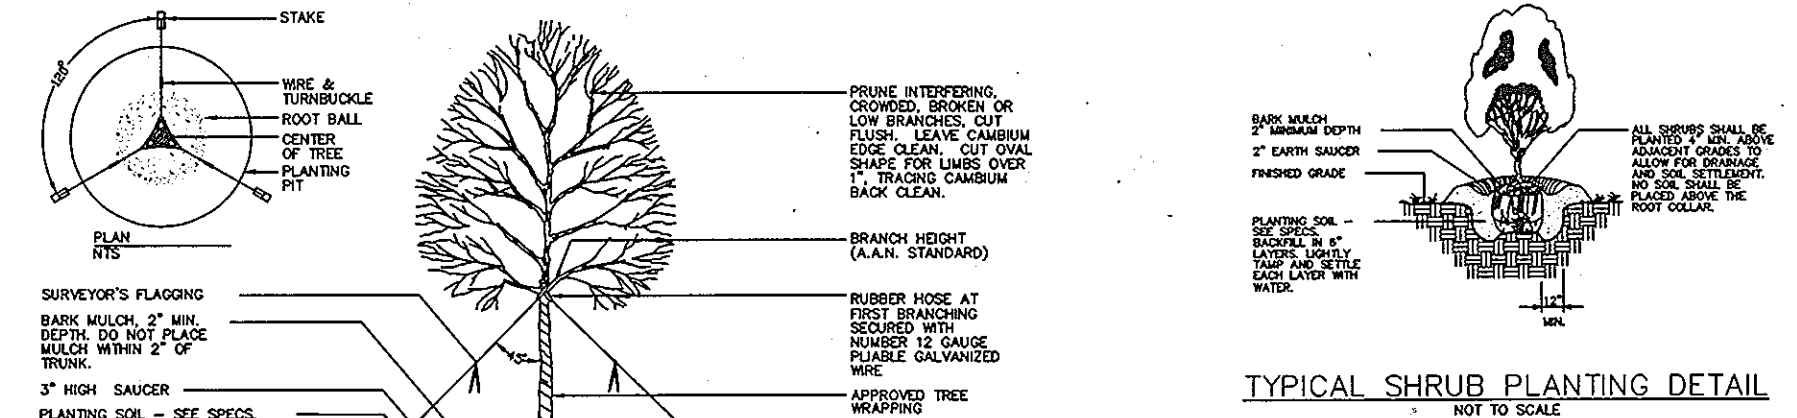 STAKE
120°
WIRE &
TURNBUCKLE
ROOT BALL
CENTER
OF TREE
PLANTING
PIT
PLAN
NTS
SURVEYOR'S FLAGGING
BARK MULCH, 2" MIN.
DEPTH. DO NOT PLACE
MULCH WITHIN 2" OF
TRUNK.
3" HIGH SAUCER
PLANTING SOIL - SEE SPECS.
PRUNE INTERFERING,
CROWDED, BROKEN OR
LOW BRANCHES, CUT
FLUSH. LEAVE CAMBIUM
EDGE CLEAN. CUT OVAL
SHAPE FOR LIMBS OVER
1", TRACING CAMBIUM
BACK CLEAN.
BRANCH HEIGHT
(A.A.N. STANDARD)
RUBBER HOSE AT
FIRST BRANCHING
SECURED WITH
NUMBER 12 GAUGE
PLIABLE GALVANIZED
WIRE
45°
APPROVED TREE
WRAPPING
BARK MULCH
2" MINIMUM DEPTH
2" EARTH SAUCER
FINISHED GRADE
PLANTING SOIL -
SEE SPECS.
BACKFILL IN 6"
LAYERS. LIGHTLY
TAMP AND SETTLE
EACH LAYER WITH
WATER.
ALL SHRUBS SHALL BE
PLANTED 4" MIN. ABOVE
ADJACENT GRADES TO
ALLOW FOR DRAINAGE
AND SOIL SETTLEMENT.
NO SOIL SHALL BE
PLACED ABOVE THE
ROOT COLLAR.
12"
MIN.
TYPICAL SHRUB PLANTING DETAIL
NOT TO SCALE